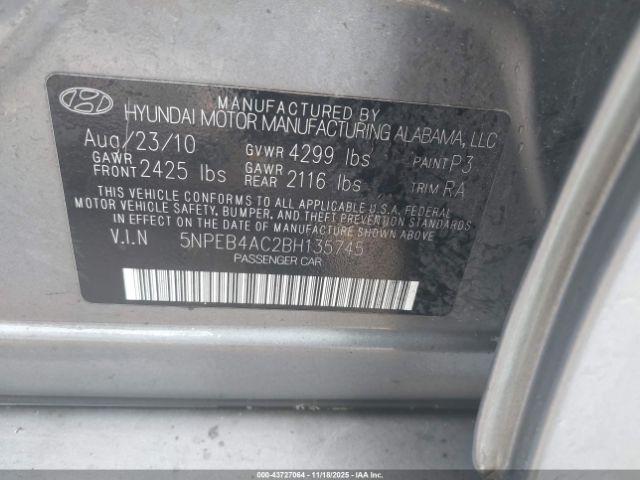 MANUFACTURED BY
HYUNDAI MOTOR MANUFACTURING ALABAMA, LLC
Aug/23/10 GVWR 4299 lbs PAINT P3
GAWR FRONT 2425 lbs GAWR REAR 2116 lbs TRIM RA
THIS VEHICLE CONFORMS TO ALL APPLICABLE U.S.A. FEDERAL
MOTOR VEHICLE SAFETY, BUMPER, AND THEFT PREVENTION STANDARDS
IN EFFECT ON THE DATE OF MANUFACTURE SHOWN ABOVE.
V.I.N 5NPEB4AC2BH135745
PASSENGER CAR
000-43727064 - 11/18/2025 - IAAI.COM